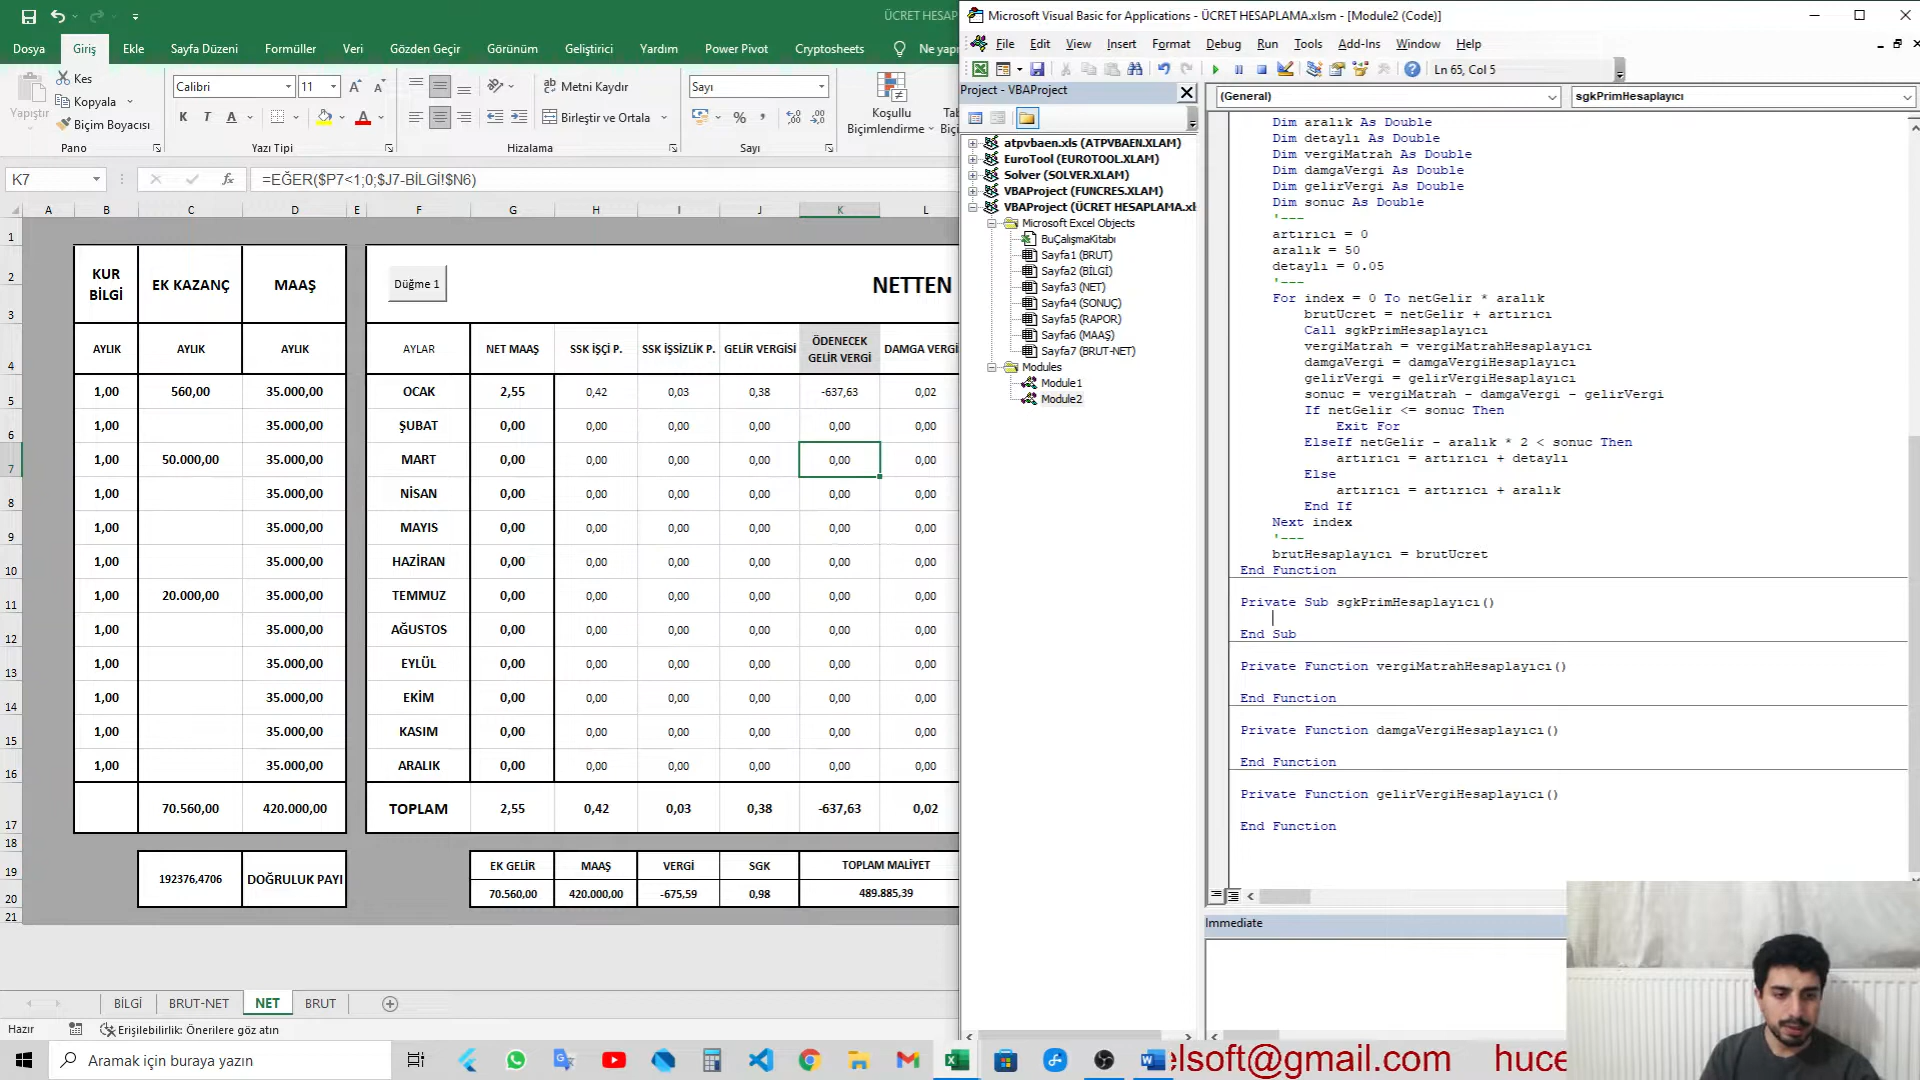 ÜCRET HESAP
Dosya Giriş Ekle Sayfa Düzeni Formüller Veri Gözden Geçir Görünüm Geliştirici Yardım Power Pivot Cryptosheets Ne yapı
Yapıştır
Kes
Kopyala
Biçim Boyacısı
Pano
Calibri 11
K T A
Yazı Tipi
Metni Kaydır
Birleştir ve Ortala
Hizalama
Sayı
Sayı
Koşullu
Biçimlendirme
K7 =EĞER($P7<1;0;$J7-BİLGİ!$N6)
A B C D E F G H I J K L
KUR BİLGİ EK KAZANÇ MAAŞ Düğme 1 NETTEN
AYLIK AYLIK AYLIK AYLAR NET MAAŞ SSK İŞÇİ P. SSK İŞSİZLİK P. GELİR VERGİSİ ÖDENECEK GELİR VERGİ DAMGA VERGİ
5 1,00 560,00 35.000,00 OCAK 2,55 0,42 0,03 0,38 -637,63 0,02
6 1,00 35.000,00 ŞUBAT 0,00 0,00 0,00 0,00 0,00 0,00
7 1,00 50.000,00 35.000,00 MART 0,00 0,00 0,00 0,00 0,00 0,00
8 1,00 35.000,00 NİSAN 0,00 0,00 0,00 0,00 0,00 0,00
9 1,00 35.000,00 MAYIS 0,00 0,00 0,00 0,00 0,00 0,00
10 1,00 35.000,00 HAZİRAN 0,00 0,00 0,00 0,00 0,00 0,00
11 1,00 20.000,00 35.000,00 TEMMUZ 0,00 0,00 0,00 0,00 0,00 0,00
12 1,00 35.000,00 AĞUSTOS 0,00 0,00 0,00 0,00 0,00 0,00
13 1,00 35.000,00 EYLÜL 0,00 0,00 0,00 0,00 0,00 0,00
14 1,00 35.000,00 EKİM 0,00 0,00 0,00 0,00 0,00 0,00
15 1,00 35.000,00 KASIM 0,00 0,00 0,00 0,00 0,00 0,00
16 1,00 35.000,00 ARALIK 0,00 0,00 0,00 0,00 0,00 0,00
17 70.560,00 420.000,00 TOPLAM 2,55 0,42 0,03 0,38 -637,63 0,02
18
19 192376,4706 DOĞRULUK PAYI EK GELİR MAAŞ VERGİ SGK TOPLAM MALİYET
20 70.560,00 420.000,00 -675,59 0,98 489.885,39
21
BİLGİ BRUT-NET NET BRUT
Hazır Erişilebilirlik: Önerilere göz atın
Aramak için buraya yazın
Microsoft Visual Basic for Applications - ÜCRET HESAPLAMA.xlsm - [Module2 (Code)]
File Edit View Insert Format Debug Run Tools Add-Ins Window Help
Ln 65, Col 5
Project - VBAProject
atpvbaen.xls (ATPVBAEN.XLAM)
EuroTool (EUROTOOL.XLAM)
Solver (SOLVER.XLAM)
VBAProject (FUNCRES.XLAM)
VBAProject (ÜCRET HESAPLAMA.xl
Microsoft Excel Objects
BuÇalışmaKitabı
Sayfa1 (BRUT)
Sayfa2 (BİLGİ)
Sayfa3 (NET)
Sayfa4 (SONUÇ)
Sayfa5 (RAPOR)
Sayfa6 (MAAŞ)
Sayfa7 (BRUT-NET)
Modules
Module1
Module2
(General) sgkPrimHesaplayıcı
Dim aralık As Double
Dim detaylı As Double
Dim vergiMatrah As Double
Dim damgaVergi As Double
Dim gelirVergi As Double
Dim sonuc As Double
'---
artırıcı = 0
aralık = 50
detaylı = 0.05
'---
For index = 0 To netGelir * aralık
brutUcret = netGelir + artırıcı
Call sgkPrimHesaplayıcı
vergiMatrah = vergiMatrahHesaplayıcı
damgaVergi = damgaVergiHesaplayıcı
gelirVergi = gelirVergiHesaplayıcı
sonuc = vergiMatrah - damgaVergi - gelirVergi
If netGelir <= sonuc Then
Exit For
ElseIf netGelir - aralık * 2 < sonuc Then
artırıcı = artırıcı + detaylı
Else
artırıcı = artırıcı + aralık
End If
Next index
'---
brutHesaplayıcı = brutUcret
End Function
Private Sub sgkPrimHesaplayıcı()
End Sub
Private Function vergiMatrahHesaplayıcı()
End Function
Private Function damgaVergiHesaplayıcı()
End Function
Private Function gelirVergiHesaplayıcı()
End Function
Immediate
elsoft@gmail.com huce